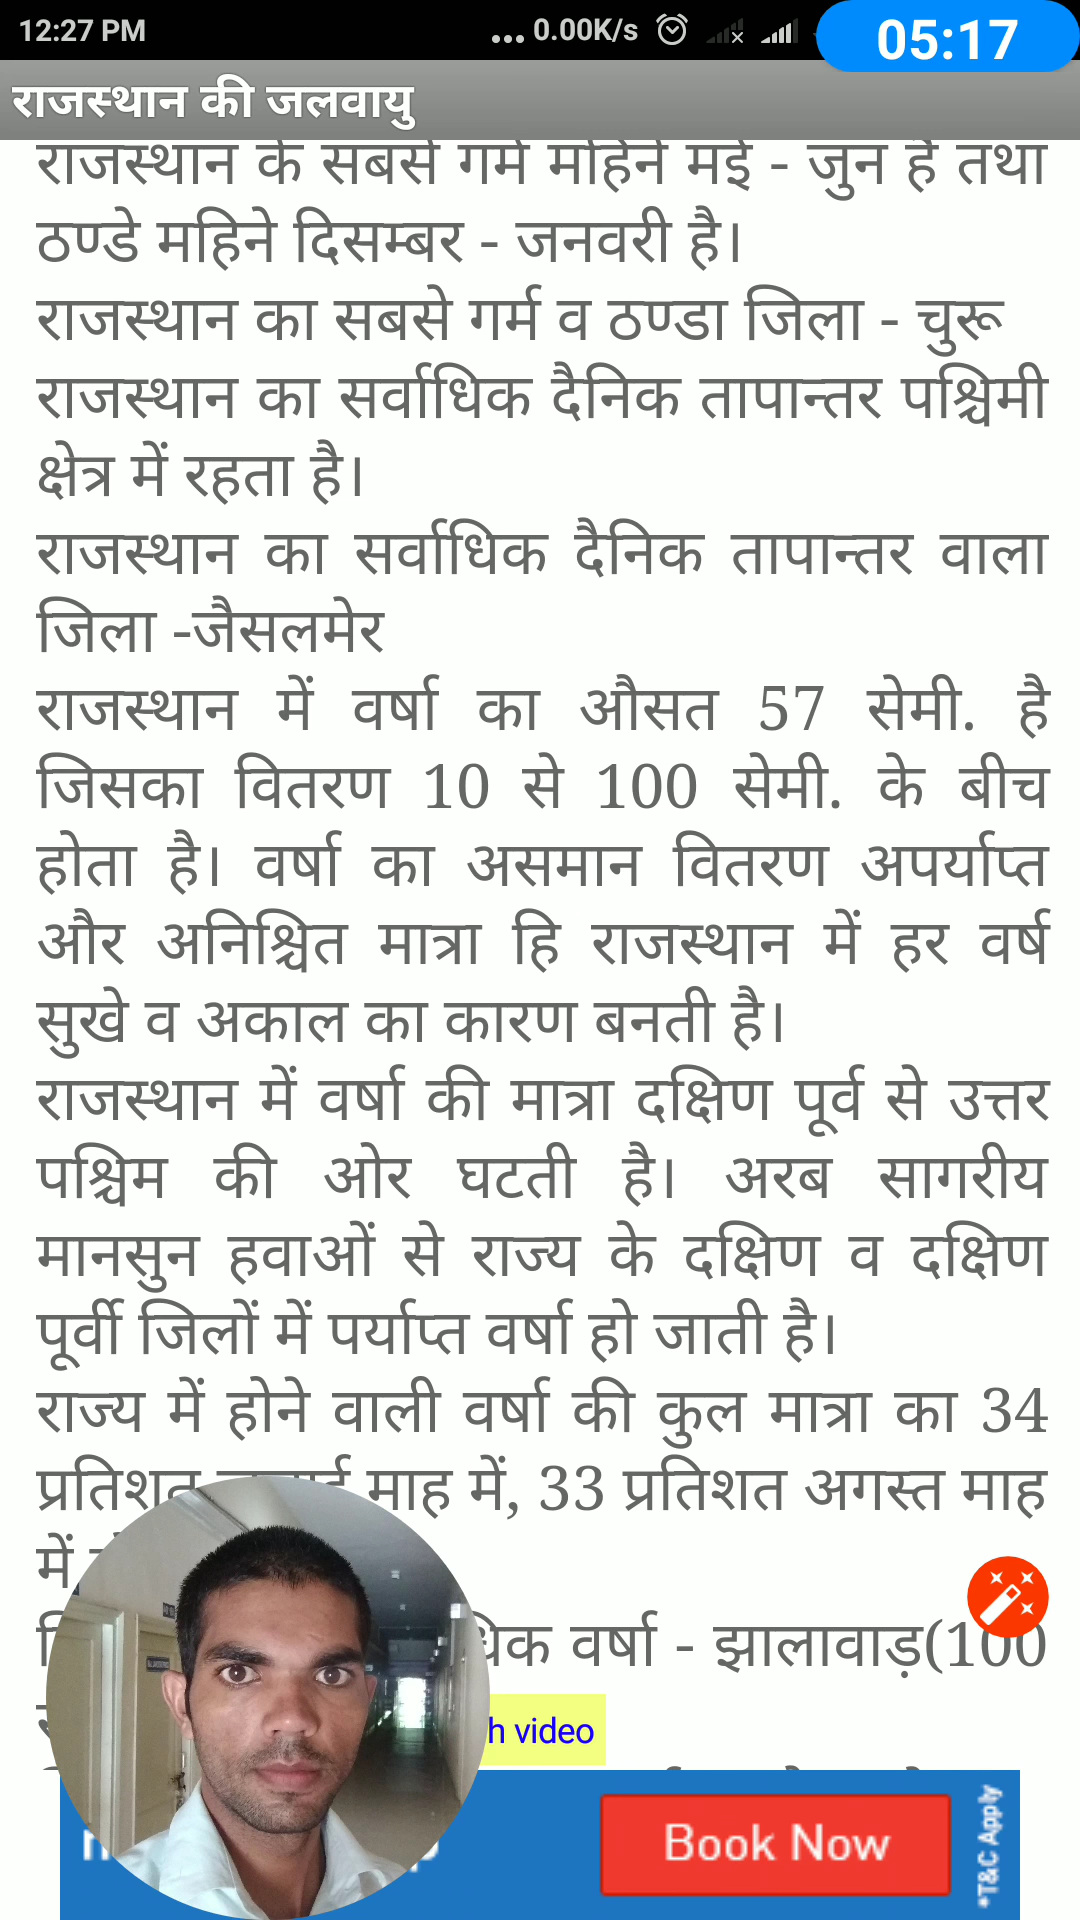 12:27 PM
... 0.00K/s
05:17
राजस्थान की जलवायु
राजस्थान के सबसे गर्म महिने मई - जुन है तथा
ठण्डे महिने दिसम्बर - जनवरी है।
राजस्थान का सबसे गर्म व ठण्डा जिला - चुरू
राजस्थान का सर्वाधिक दैनिक तापान्तर पश्चिमी
क्षेत्र में रहता है।
राजस्थान का सर्वाधिक दैनिक तापान्तर वाला
जिला -जैसलमेर
राजस्थान में वर्षा का औसत 57 सेमी. है
जिसका वितरण 10 से 100 सेमी. के बीच
होता है। वर्षा का असमान वितरण अपर्याप्त
और अनिश्चित मात्रा हि राजस्थान में हर वर्ष
सुखे व अकाल का कारण बनती है।
राजस्थान में वर्षा की मात्रा दक्षिण पूर्व से उत्तर
पश्चिम की ओर घटती है। अरब सागरीय
मानसुन हवाओं से राज्य के दक्षिण व दक्षिण
पूर्वी जिलों में पर्याप्त वर्षा हो जाती है।
राज्य में होने वाली वर्षा की कुल मात्रा का 34
प्रतिशत माह में, 33 प्रतिशत अगस्त माह
में
वर्षा - झालावाड़(100
video
Book Now
*T&C Apply